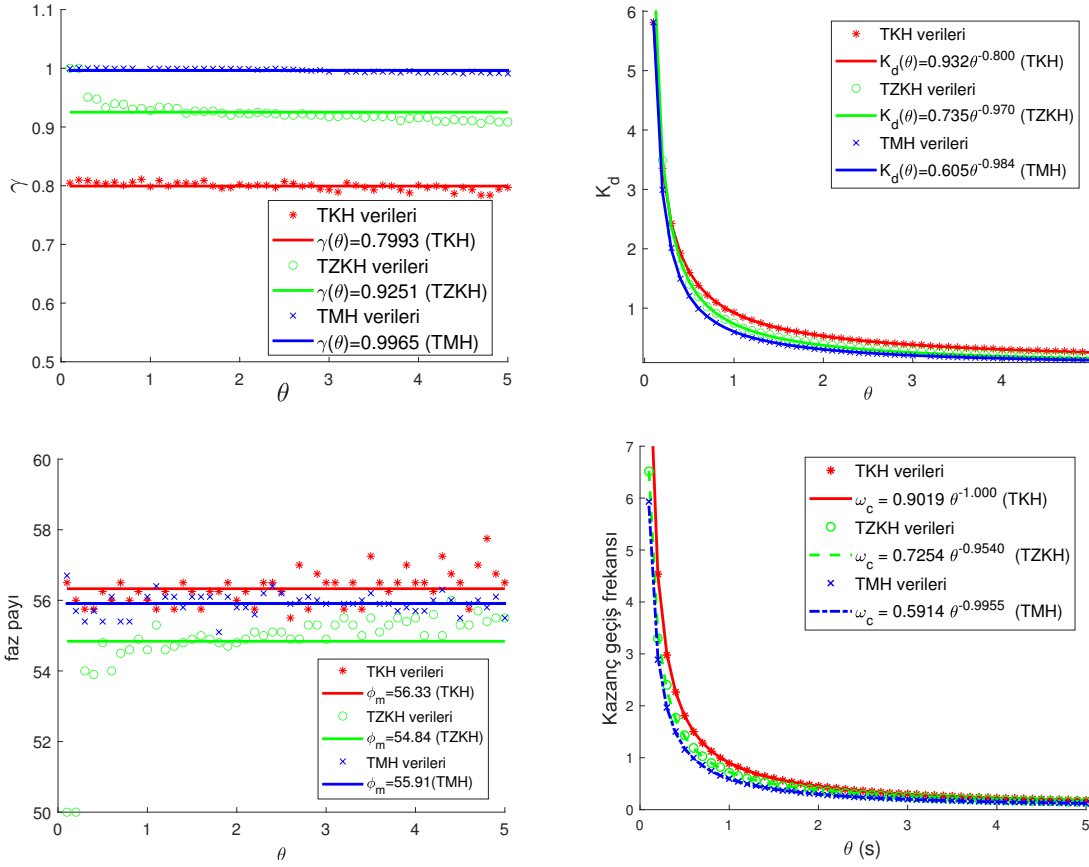 1.1
1
0.9
0.8
0.7
0.6
0.5
γ
TKH verileri
γ(θ)=0.7993 (TKH)
TZKH verileri
γ(θ)=0.9251 (TZKH)
TMH verileri
γ(θ)=0.9965 (TMH)
0 1 2 3 4 5
θ
6
5
4
3
2
1
K_d
TKH verileri
K_d(θ)=0.932θ^-0.800 (TKH)
TZKH verileri
K_d(θ)=0.735θ^-0.970 (TZKH)
TMH verileri
K_d(θ)=0.605θ^-0.984 (TMH)
0 1 2 3 4
θ
60
58
56
54
52
50
faz payı
TKH verileri
ϕ_m=56.33 (TKH)
TZKH verileri
ϕ_m=54.84 (TZKH)
TMH verileri
ϕ_m=55.91(TMH)
0 1 2 3 4 5
θ
7
6
5
4
3
2
1
0
Kazanç geçiş frekansı
TKH verileri
ω_c = 0.9019 θ^-1.000 (TKH)
TZKH verileri
ω_c = 0.7254 θ^-0.9540 (TZKH)
TMH verileri
ω_c = 0.5914 θ^-0.9955 (TMH)
0 1 2 3 4 5
θ (s)